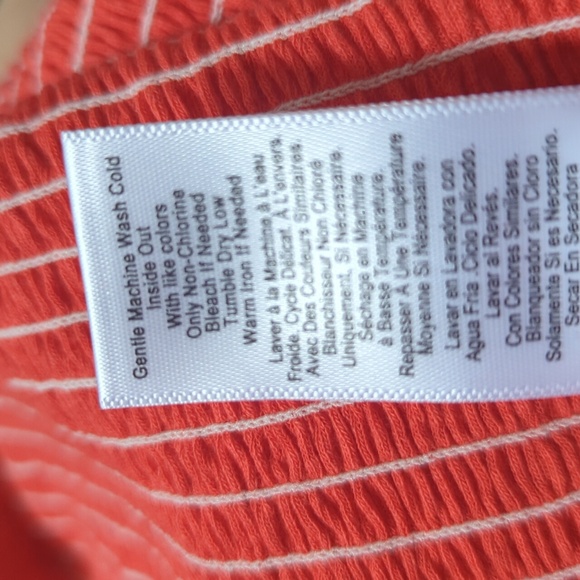 Gentle Machine Wash Cold
Inside Out
With like colors
Only Non-Chlorine
Bleach If Needed
Tumble Dry Low
Warm Iron If Needed
Laver à la Machine À L'eau
Froide, Cycle Délicat, À L'envers.
Avec Des Couleurs Similaires.
Blanchisseur Non - Chloré
Uniquement, Si Nécessaire.
Séchage en Machine
à Basse Température.
Repasser À Une Température
Moyenne Si Nécessaire.
Lavar en Lavadora con
Agua Fria ,Ciclo Delicado.
Lavar al Revés.
Con Colores Similares.
Blanqueador sin Cloro
Solamente Si es Necesario.
Secar En Secadora